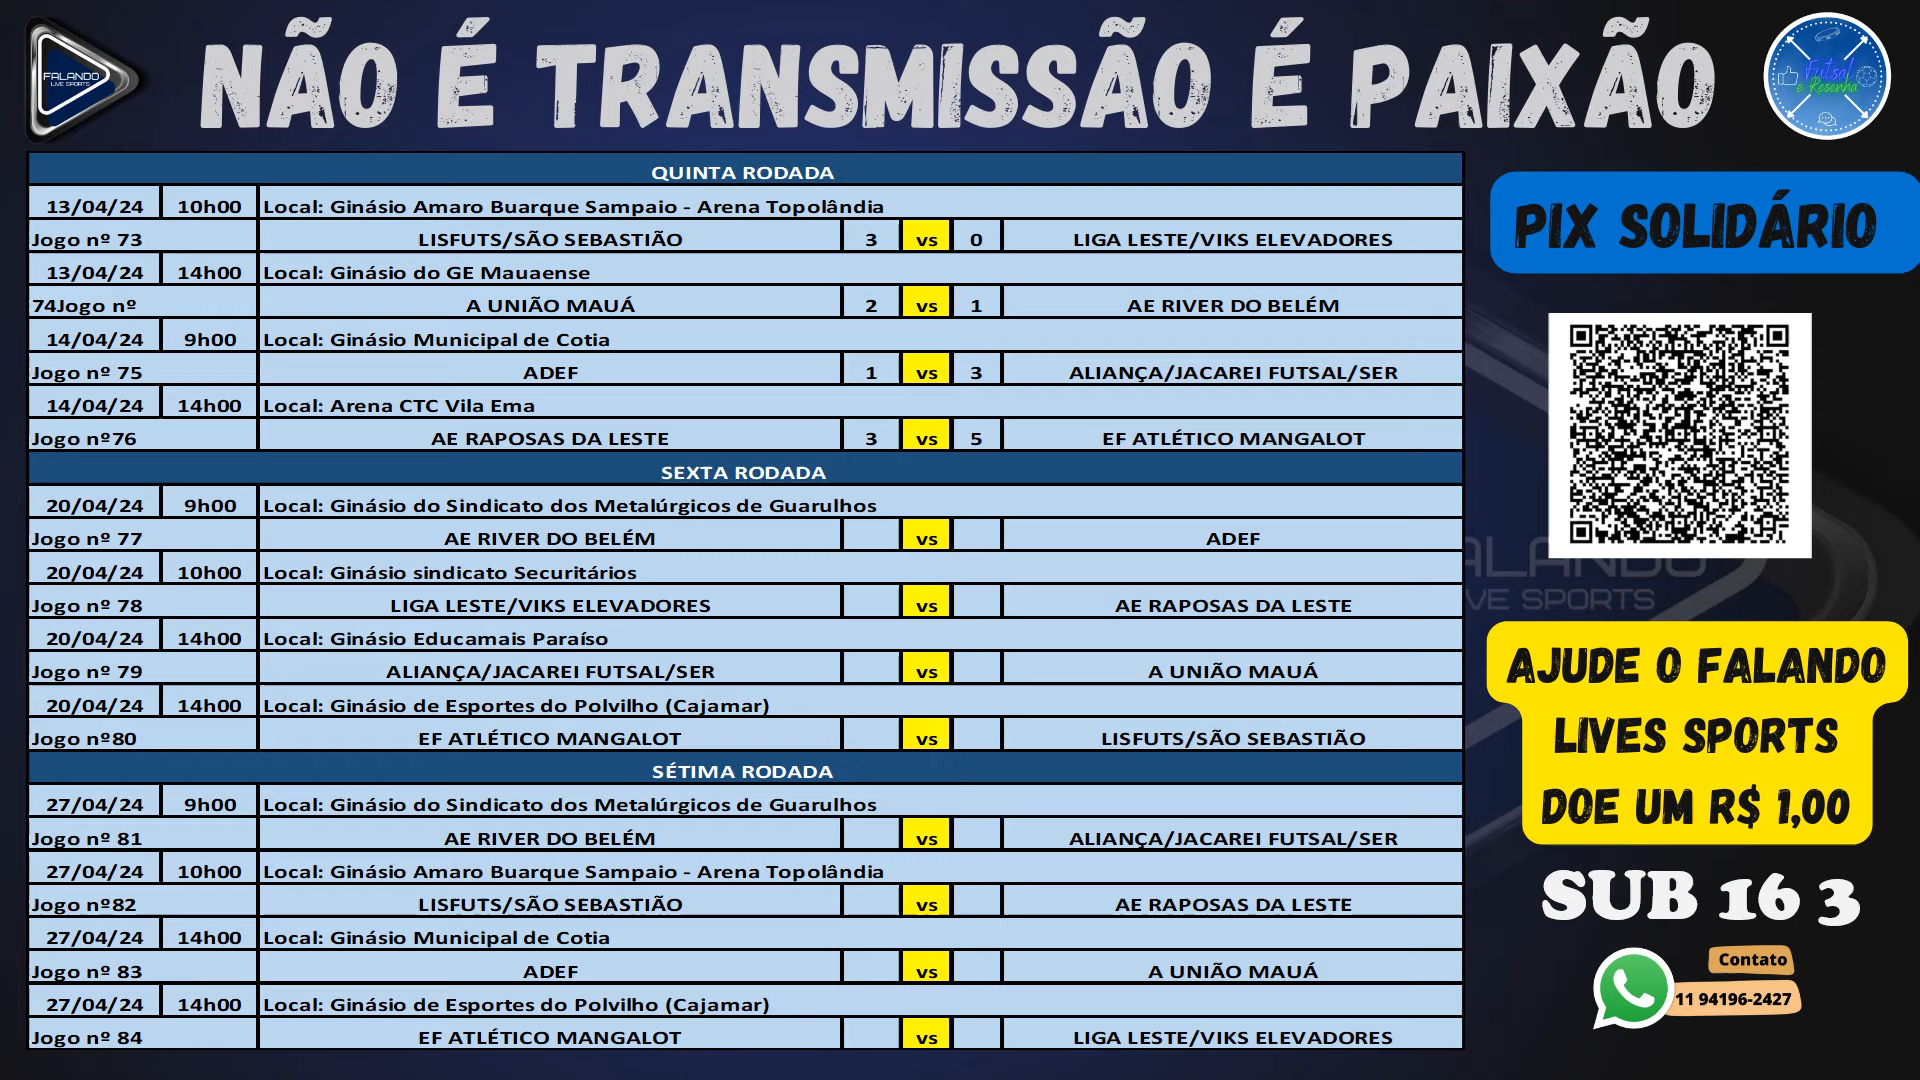 FALANDO
LIVE SPORTS
NÃO É TRANSMISSÃO É PAIXÃO
Futsal
e Resenha
QUINTA RODADA
13/04/24 10h00 Local: Ginásio Amaro Buarque Sampaio - Arena Topolândia
Jogo nº 73 LISFUTS/SÃO SEBASTIÃO 3 vs 0 LIGA LESTE/VIKS ELEVADORES
13/04/24 14h00 Local: Ginásio do GE Mauaense
74Jogo nº A UNIÃO MAUÁ 2 vs 1 AE RIVER DO BELÉM
14/04/24 9h00 Local: Ginásio Municipal de Cotia
Jogo nº 75 ADEF 1 vs 3 ALIANÇA/JACAREI FUTSAL/SER
14/04/24 14h00 Local: Arena CTC Vila Ema
Jogo nº76 AE RAPOSAS DA LESTE 3 vs 5 EF ATLÉTICO MANGALOT
SEXTA RODADA
20/04/24 9h00 Local: Ginásio do Sindicato dos Metalúrgicos de Guarulhos
Jogo nº 77 AE RIVER DO BELÉM vs ADEF
20/04/24 10h00 Local: Ginásio sindicato Securitários
Jogo nº 78 LIGA LESTE/VIKS ELEVADORES vs AE RAPOSAS DA LESTE
20/04/24 14h00 Local: Ginásio Educamais Paraíso
Jogo nº 79 ALIANÇA/JACAREI FUTSAL/SER vs A UNIÃO MAUÁ
20/04/24 14h00 Local: Ginásio de Esportes do Polvilho (Cajamar)
Jogo nº80 EF ATLÉTICO MANGALOT vs LISFUTS/SÃO SEBASTIÃO
SÉTIMA RODADA
27/04/24 9h00 Local: Ginásio do Sindicato dos Metalúrgicos de Guarulhos
Jogo nº 81 AE RIVER DO BELÉM vs ALIANÇA/JACAREI FUTSAL/SER
27/04/24 10h00 Local: Ginásio Amaro Buarque Sampaio - Arena Topolândia
Jogo nº82 LISFUTS/SÃO SEBASTIÃO vs AE RAPOSAS DA LESTE
27/04/24 14h00 Local: Ginásio Municipal de Cotia
Jogo nº 83 ADEF vs A UNIÃO MAUÁ
27/04/24 14h00 Local: Ginásio de Esportes do Polvilho (Cajamar)
Jogo nº 84 EF ATLÉTICO MANGALOT vs LIGA LESTE/VIKS ELEVADORES
PIX SOLIDÁRIO
ALANDO
VE SPORTS
AJUDE O FALANDO
LIVES SPORTS
DOE UM R$ 1,00
SUB 16 3
Contato
11 94196-2427